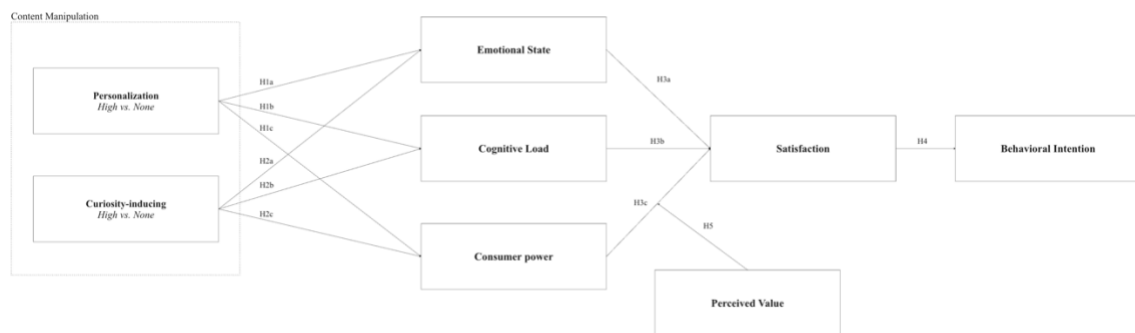 Content Manipulation
Personalization
High vs. None
Curiosity-inducing
High vs. None
H1a
H1b
H1c
H2a
H2b
H2c
Emotional State
Cognitive Load
Consumer power
H3a
H3b
H3c
H5
Satisfaction
H4
Behavioral Intention
Perceived Value